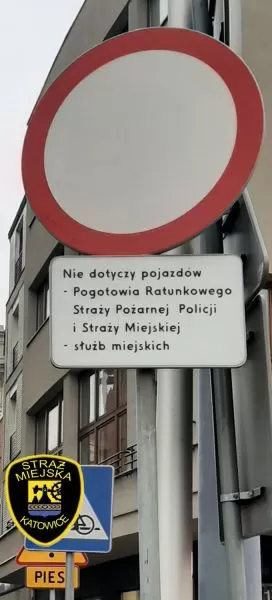 Nie dotyczy pojazdów
- Pogotowia Ratunkowego
Straży Pożarnej Policji
i Straży Miejskiej
- służb miejskich
STRAŻ
MIEJSKA
KATOWICE
PIES